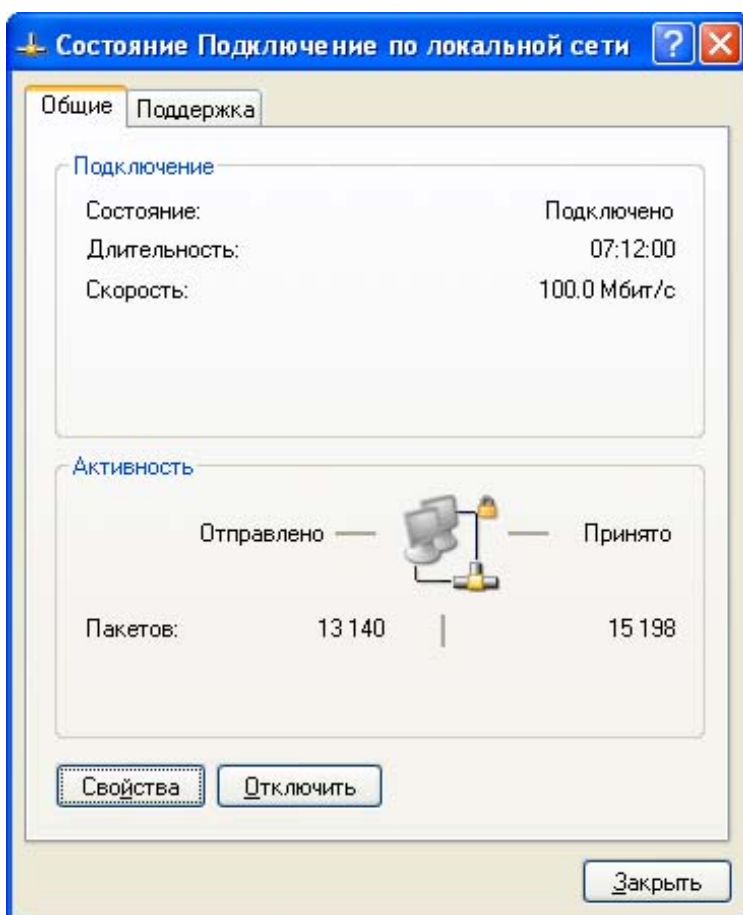 Состояние Подключение по локальной сети
Общие Поддержка
Подключение
Состояние: Подключено
Длительность: 07:12:00
Скорость: 100.0 Мбит/с
Активность
Отправлено Принято
Пакетов: 13 140 15 198
Свойства Отключить
Закрыть